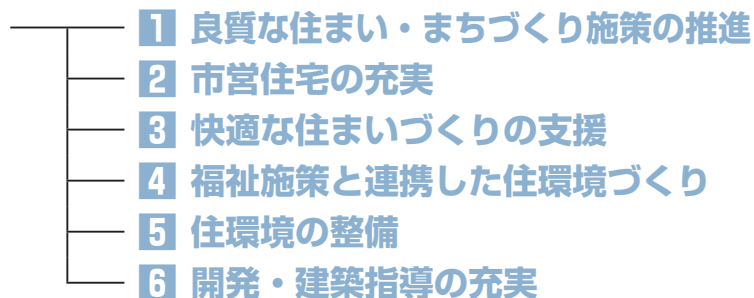 1 良質な住まい・まちづくり施策の推進
2 市営住宅の充実
3 快適な住まいづくりの支援
4 福祉施策と連携した住環境づくり
5 住環境の整備
6 開発・建築指導の充実